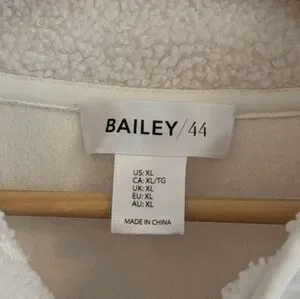 BAILEY/44
US: XL
CA: XL/TG
UK: XL
EU: XL
AU: XL
MADE IN CHINA